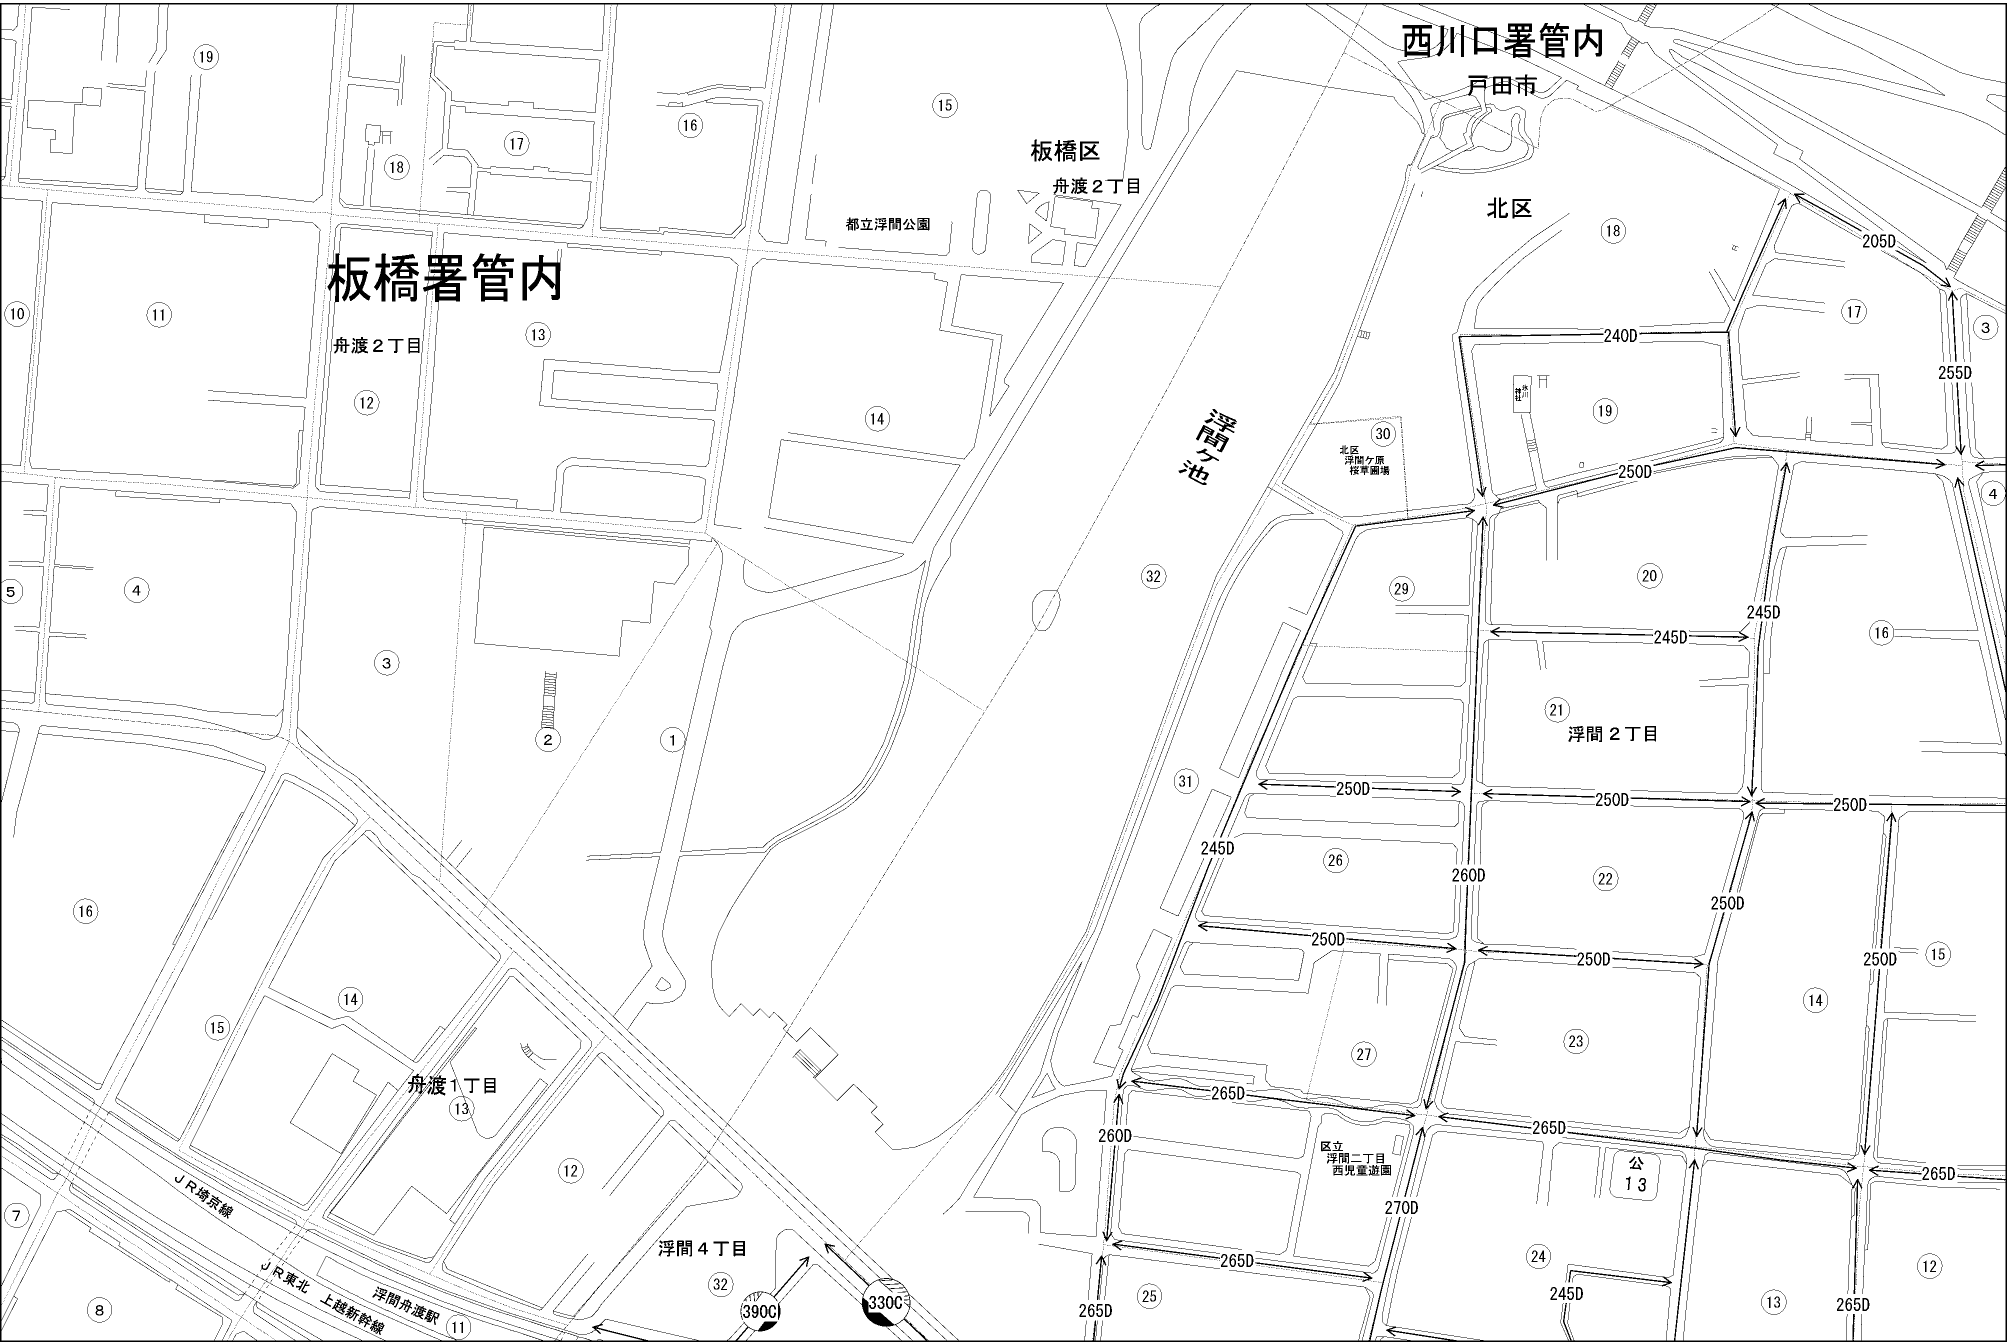 西川口署管内
戸田市
19
15
16
17
18
板橋区
舟渡２丁目
都立浮間公園
北区
18
205D
板橋署管内
10
11
13
舟渡２丁目
12
14
17
3
240D
255D
氷川
神社
19
浮間ヶ池
30
北区
浮間ケ原
桜草圃場
250D
4
5
4
32
29
20
245D
245D
16
3
21
浮間２丁目
2
1
31
250D
250D
250D
245D
26
260D
22
250D
16
250D
250D
250D
15
14
15
14
23
27
舟渡１丁目
13
265D
260D
265D
区立
浮間二丁目
西児童遊園
公
13
265D
12
ＪＲ埼京線
7
270D
浮間４丁目
265D
24
12
32
ＪＲ東北　上越新幹線
浮間舟渡駅
11
8
390C
330C
265D
25
245D
13
265D